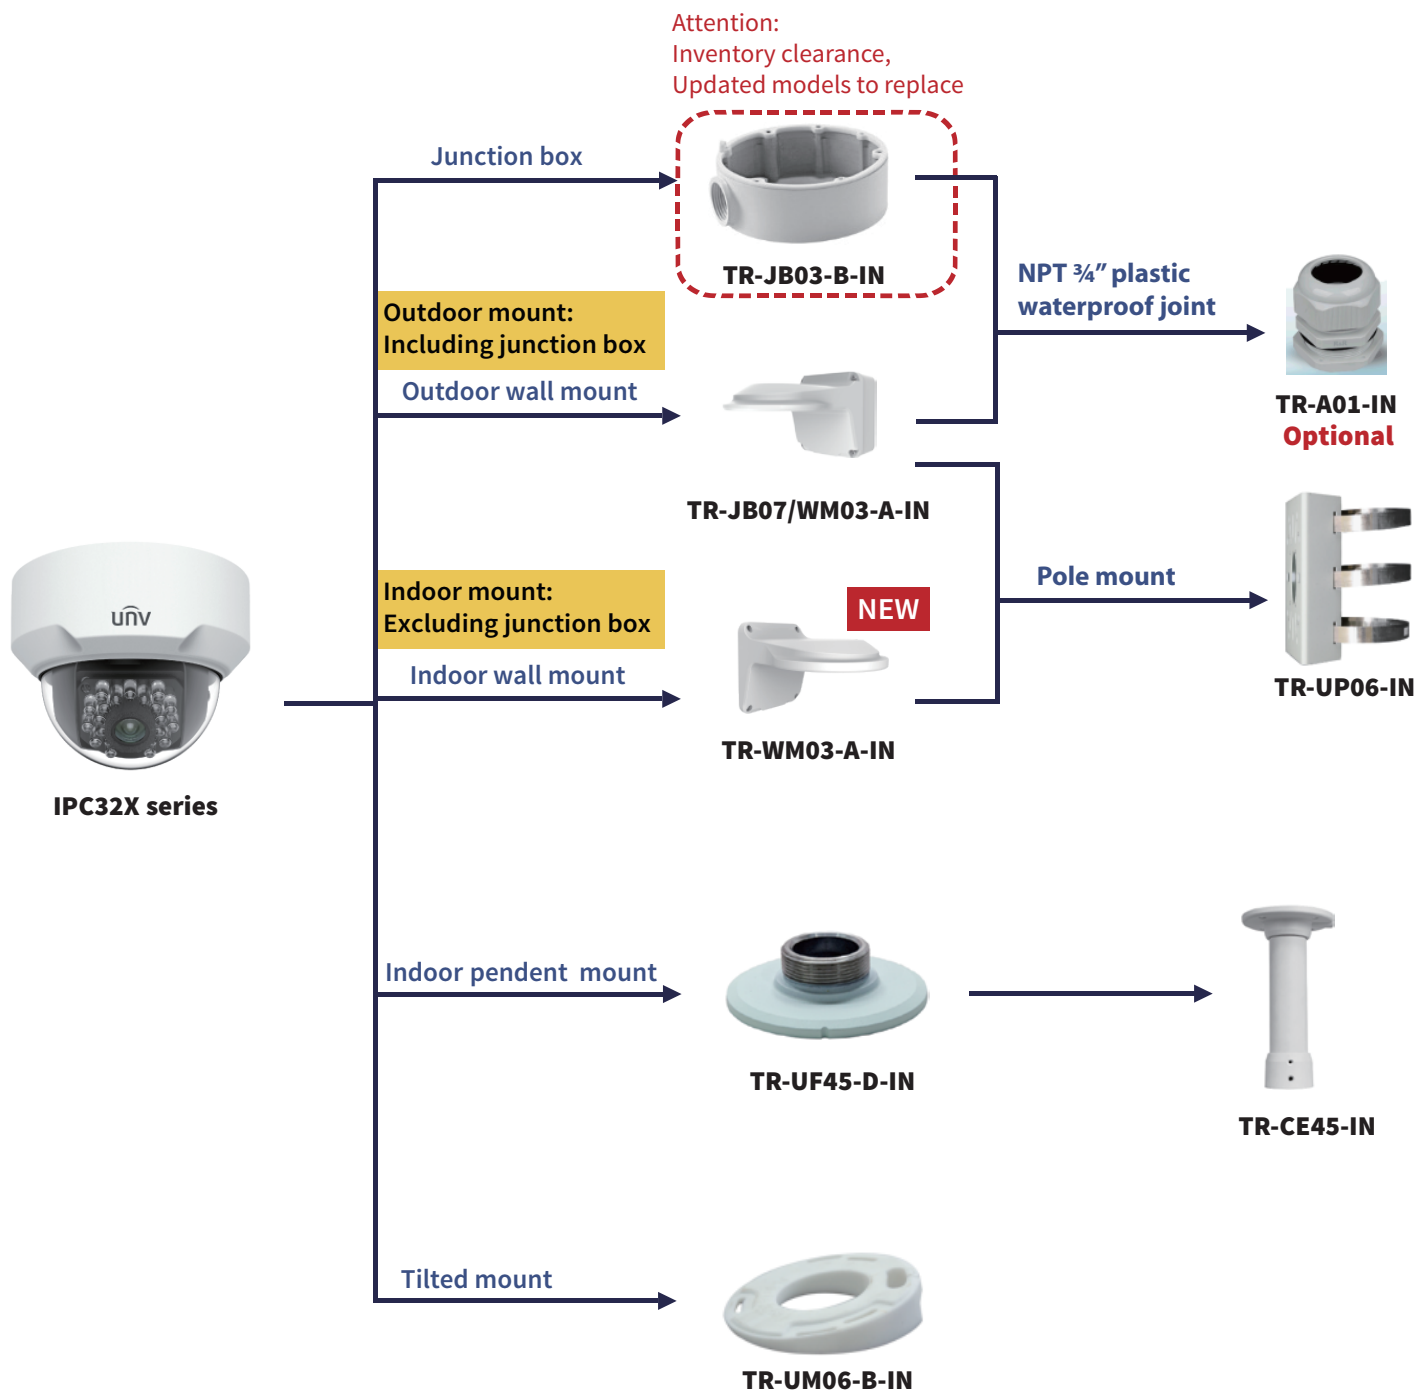 Attention:
Inventory clearance,
Updated models to replace
Junction box
TR-JB03-B-IN
NPT ¾” plastic
waterproof joint
Outdoor mount:
Including junction box
Outdoor wall mount
TR-A01-IN
Optional
TR-JB07/WM03-A-IN
Indoor mount:
Excluding junction box
NEW
Pole mount
unv
Indoor wall mount
TR-UP06-IN
TR-WM03-A-IN
IPC32X series
Indoor pendent mount
TR-UF45-D-IN
TR-CE45-IN
Tilted mount
TR-UM06-B-IN